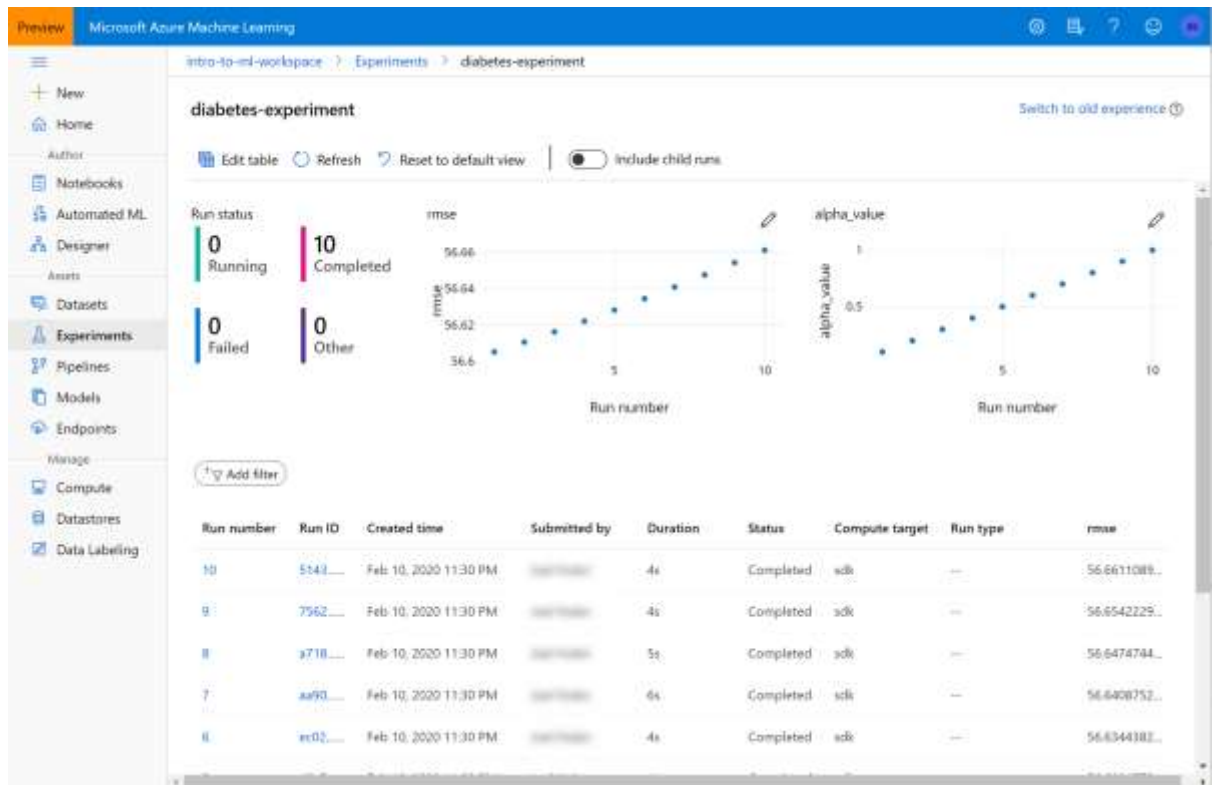 Preview Microsoft Azure Machine Learning
intro-to-ml-workspace > Experiments > diabetes-experiment
New
Home
Author
Notebooks
Automated ML
Designer
Assets
Datasets
Experiments
Pipelines
Models
Endpoints
Manage
Compute
Datastores
Data Labeling
diabetes-experiment
Switch to old experience
Edit table Refresh Reset to default view Include child runs
Run status
0
Running
10
Completed
0
Failed
0
Other
rmse
rmse
56.66
56.64
56.62
56.6
5 10
Run number
alpha_value
alpha_value
1
0.5
5 10
Run number
Add filter
Run number Run ID Created time Submitted by Duration Status Compute target Run type rmse
10 5143...... Feb 10, 2020 11:30 PM 4s Completed sdk --- 56.6611089...
9 7562...... Feb 10, 2020 11:30 PM 4s Completed sdk --- 56.6542229...
8 a718...... Feb 10, 2020 11:30 PM 5s Completed sdk --- 56.6474744...
7 aa90...... Feb 10, 2020 11:30 PM 6s Completed sdk --- 56.6408752...
6 ec02...... Feb 10, 2020 11:30 PM 4s Completed sdk --- 56.6344382...